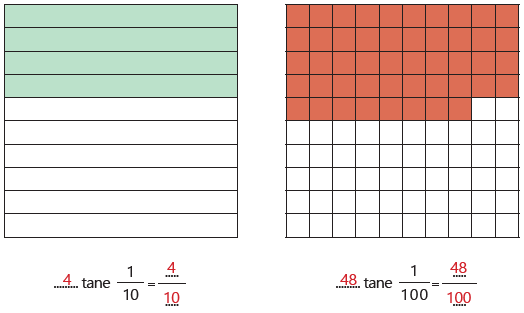 4 tane 1/10 = 4/10
48 tane 1/100 = 48/100